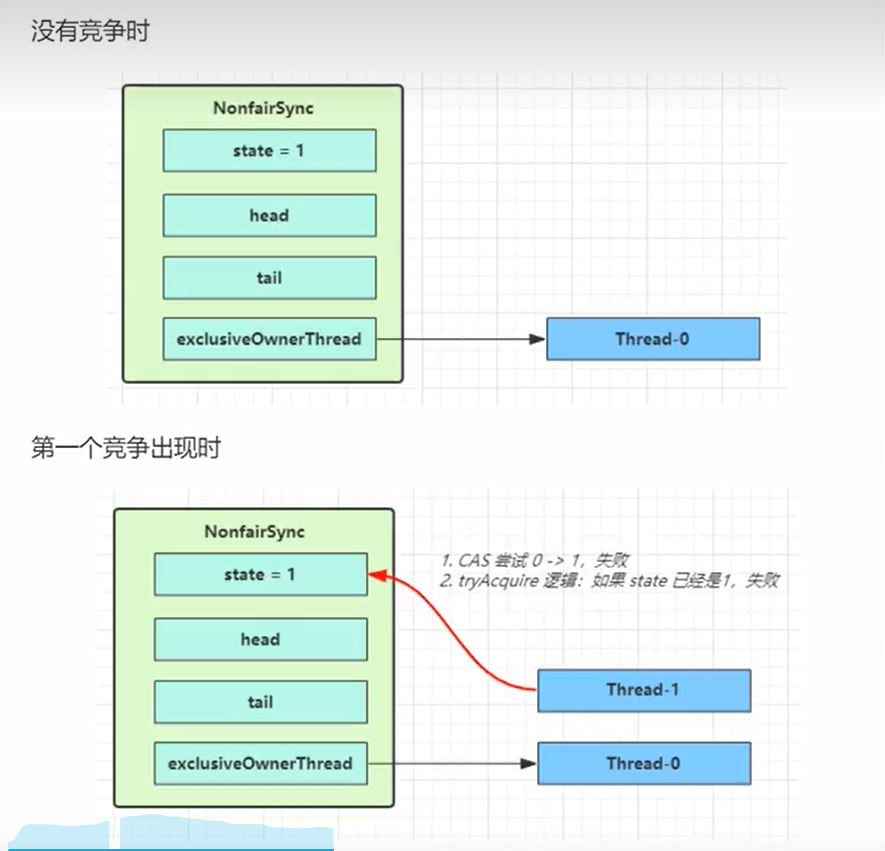 没有竞争时
NonfairSync
state = 1
head
tail
exclusiveOwnerThread
Thread-0
第一个竞争出现时
NonfairSync
state = 1
1. CAS 尝试 0 -> 1，失败
2. tryAcquire 逻辑：如果 state 已经是1，失败
head
Thread-1
tail
exclusiveOwnerThread
Thread-0